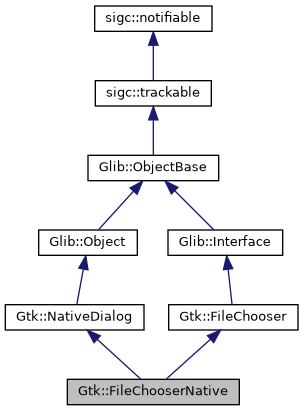 sigc::notifiable
sigc::trackable
Glib::ObjectBase
Glib::Object
Glib::Interface
Gtk::NativeDialog
Gtk::FileChooser
Gtk::FileChooserNative